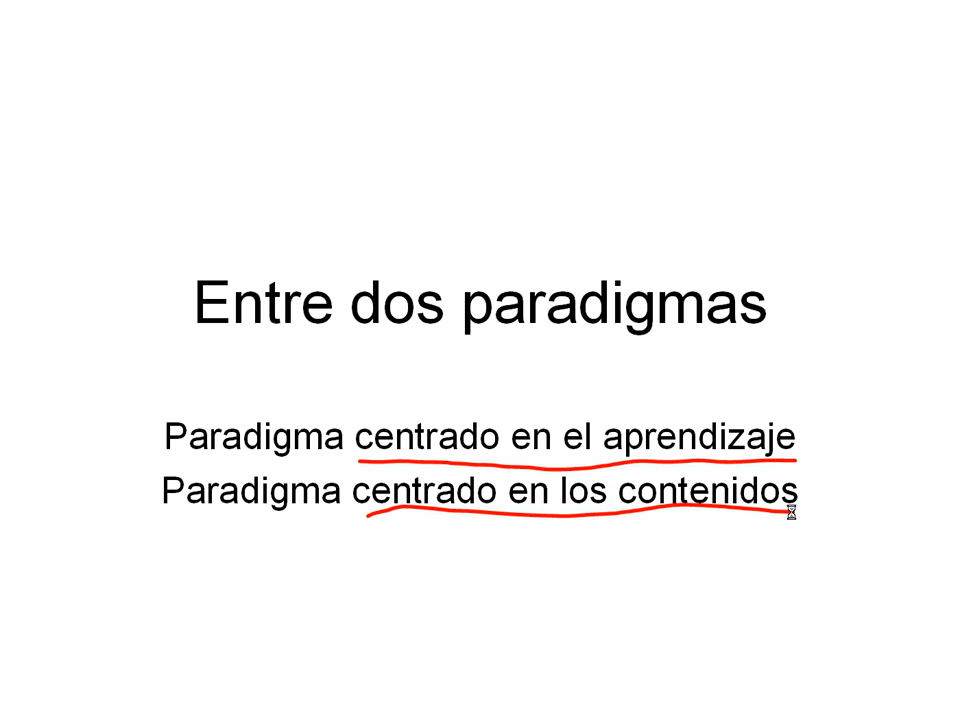 Entre dos paradigmas
Paradigma centrado en el aprendizaje
Paradigma centrado en los contenidos